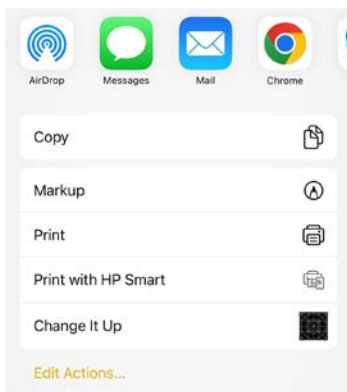 AirDrop
Messages
Mail
Chrome
Copy
Markup
Print
Print with HP Smart
Change It Up
Edit Actions...